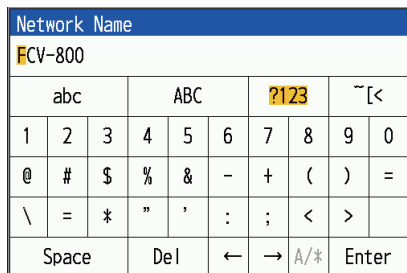 Network Name
FCV-800
abc ABC ?123 ~[<
1 2 3 4 5 6 7 8 9 0
@ # $ % & - + ( ) =
\ = * " ' : ; < >
Space Del ← → A/* Enter